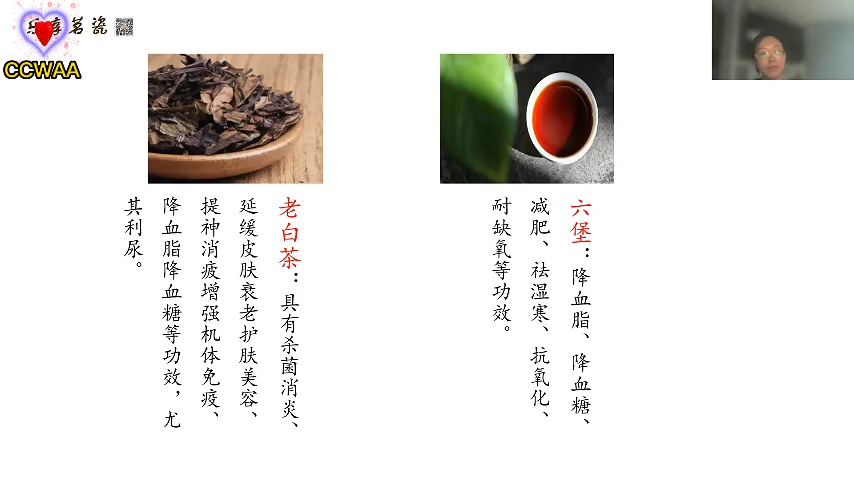 乐享茗瓷
CCWAA
六堡：降血脂、降血糖、
减肥、祛湿寒、抗氧化、
耐缺氧等功效。
老白茶：具有杀菌消炎、
延缓皮肤衰老护肤美容、
提神消疲增强机体免疫、
降血脂降血糖等功效，尤
其利尿。